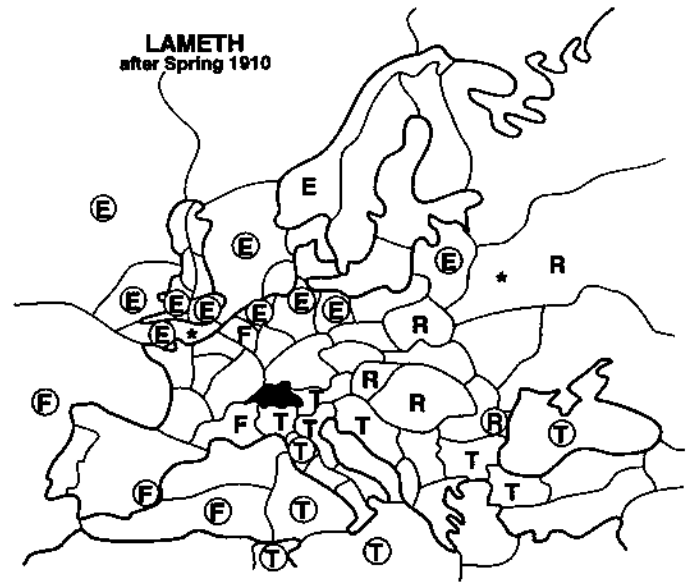 LAMETH
after Spring 1910
E
E
E
E * R
E E E E E E
E * F R
R
F T R
F T T T R T
T T
F T
F T
T T